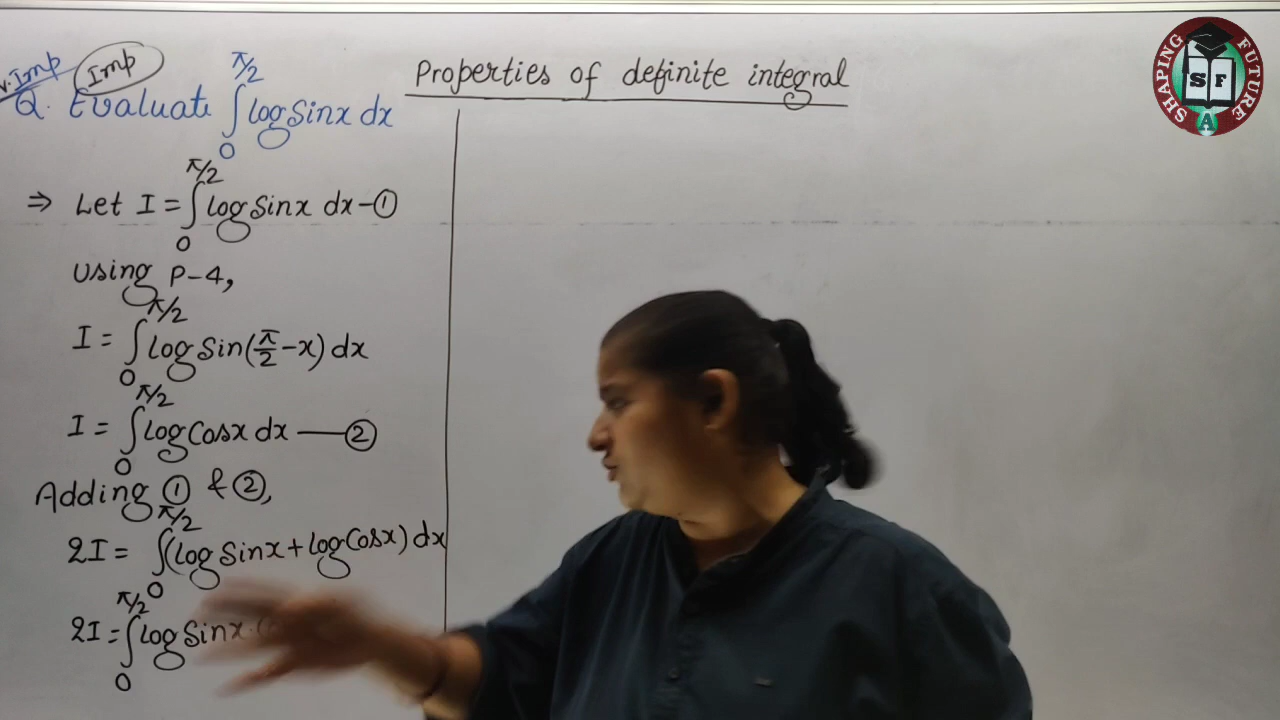 Properties of definite integral
V. Imp Imp
Q. Evaluate ∫₀^π/2 log Sinx dx
⇒ Let I = ∫₀^π/2 log Sinx dx – ①
Using P-4,
I = ∫₀^π/2 log Sin(π/2 – x) dx
I = ∫₀^π/2 log Cosx dx — ②
Adding ① & ②,
2I = ∫₀^π/2 (log Sinx + log Cosx) dx
2I = ∫₀^π/2 log Sinx.
SHAPING FUTURE
SF
A